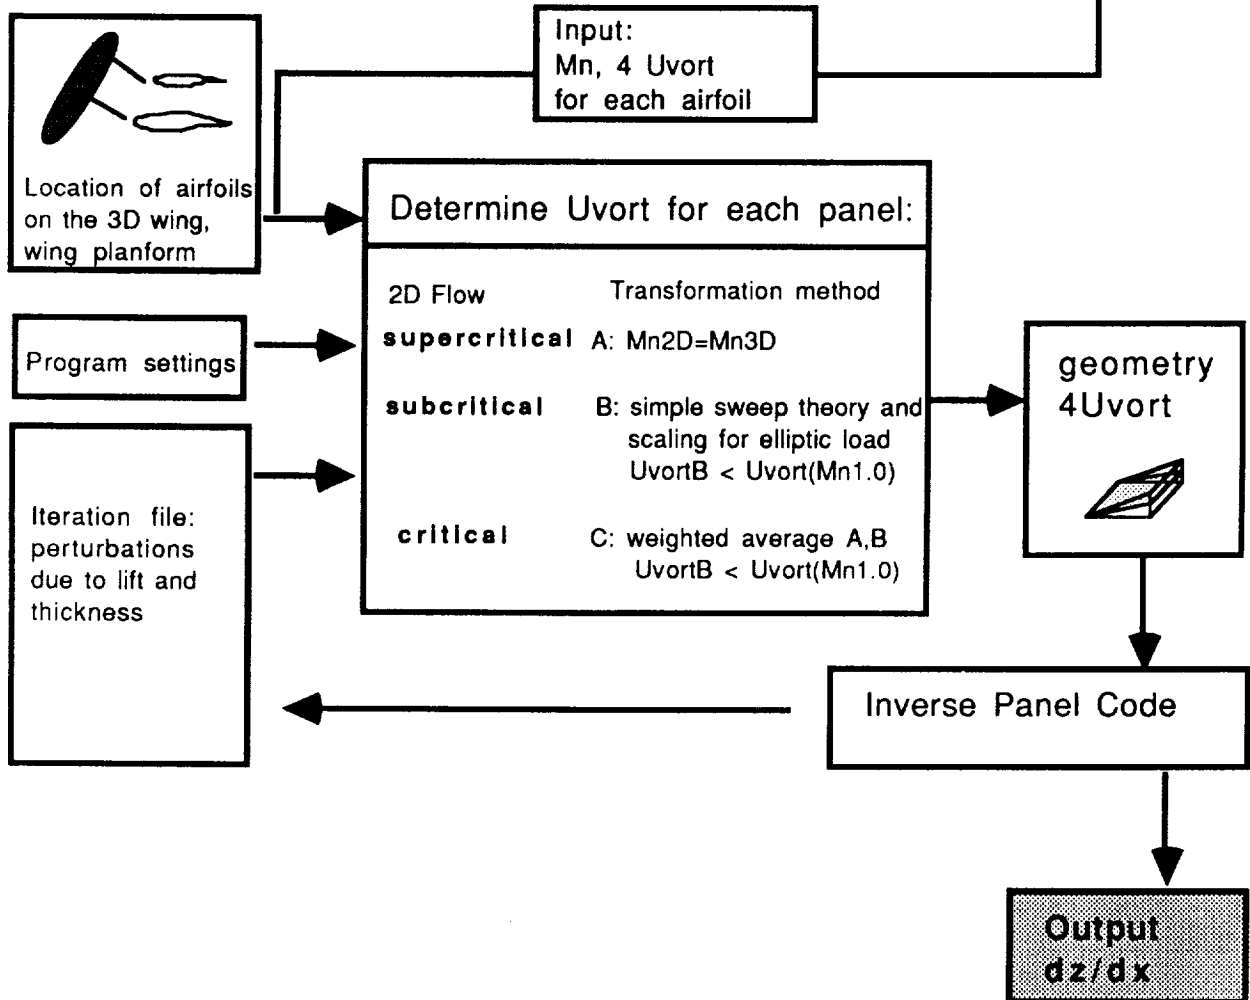 Input:
Mn, 4 Uvort
for each airfoil
Location of airfoils
on the 3D wing,
wing planform
Determine Uvort for each panel:
2D Flow Transformation method
supercritical A: Mn2D=Mn3D
subcritical B: simple sweep theory and
scaling for elliptic load
UvortB < Uvort(Mn1.0)
critical C: weighted average A,B
UvortB < Uvort(Mn1.0)
Program settings
Iteration file:
perturbations
due to lift and
thickness
geometry
4Uvort
Inverse Panel Code
Output
dz/dx